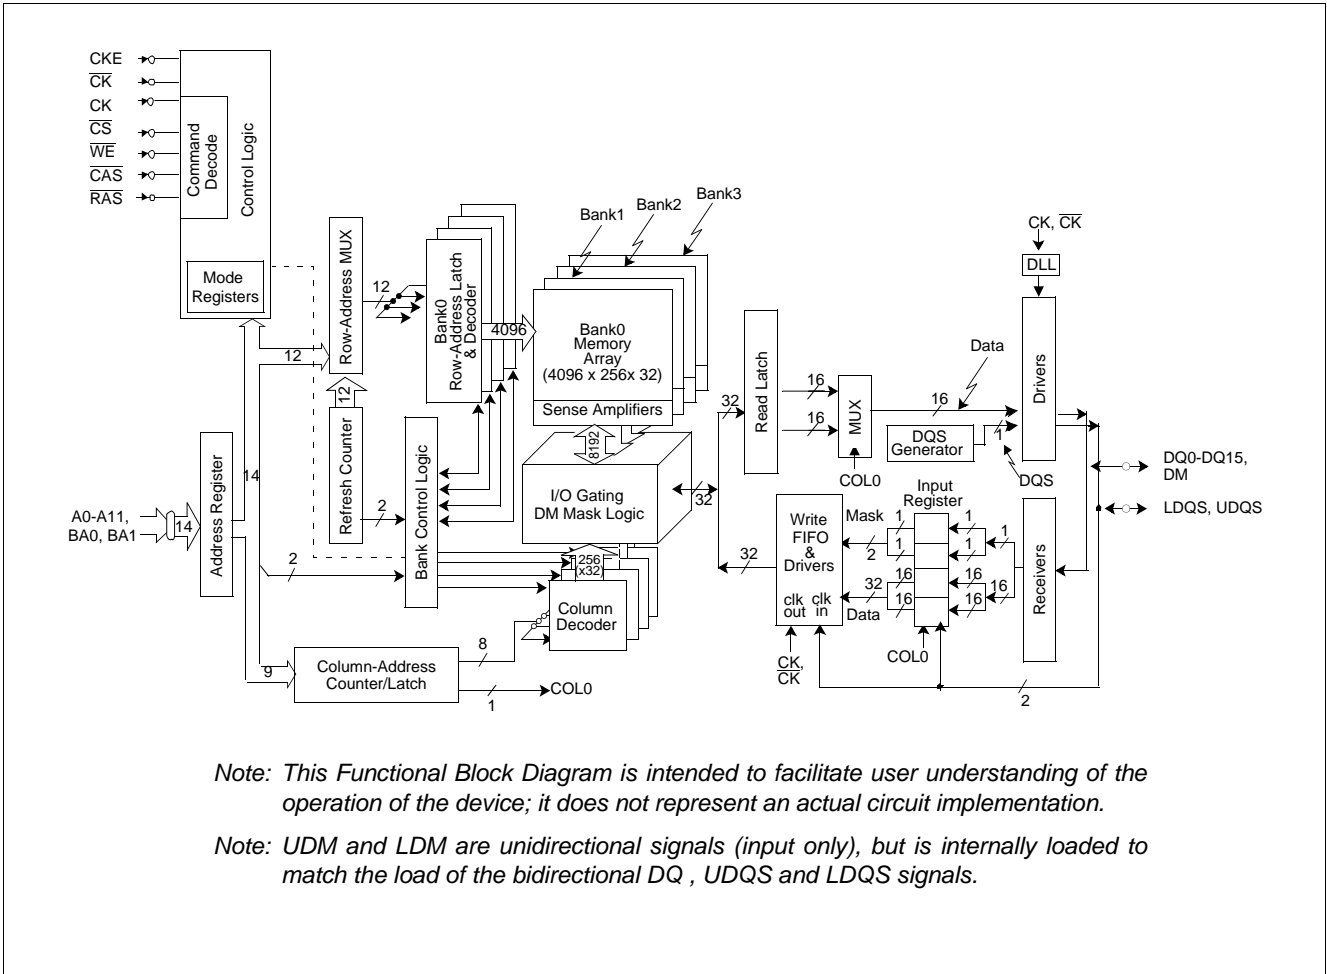 CKE
CK
CK
CS
WE
CAS
RAS
Command
Decode
Control Logic
Mode
Registers
Row-Address MUX
12
12
12
Refresh Counter
2
Bank0
Row-Address Latch
& Decoder
4096
Bank1
Bank2
Bank3
Bank0
Memory
Array
(4096 x 256x 32)
Sense Amplifiers
8192
I/O Gating
DM Mask Logic
32
Bank Control Logic
256
(x32)
Column
Decoder
A0-A11,
BA0, BA1
14
Address Register
14
2
9
Column-Address
Counter/Latch
8
1
COL0
32
32
Read Latch
16
16
MUX
COL0
16
Data
DQS
Generator
1
DQS
CK, CK
DLL
Drivers
DQ0-DQ15,
DM
LDQS, UDQS
Write
FIFO
&
Drivers
clk
out
clk
in
CK,
CK
Input
Register
Mask
2
1
1
1
1
1
32
Data
16
16
16
16
16
COL0
Receivers
2
Note: This Functional Block Diagram is intended to facilitate user understanding of the
operation of the device; it does not represent an actual circuit implementation.
Note: UDM and LDM are unidirectional signals (input only), but is internally loaded to
match the load of the bidirectional DQ , UDQS and LDQS signals.